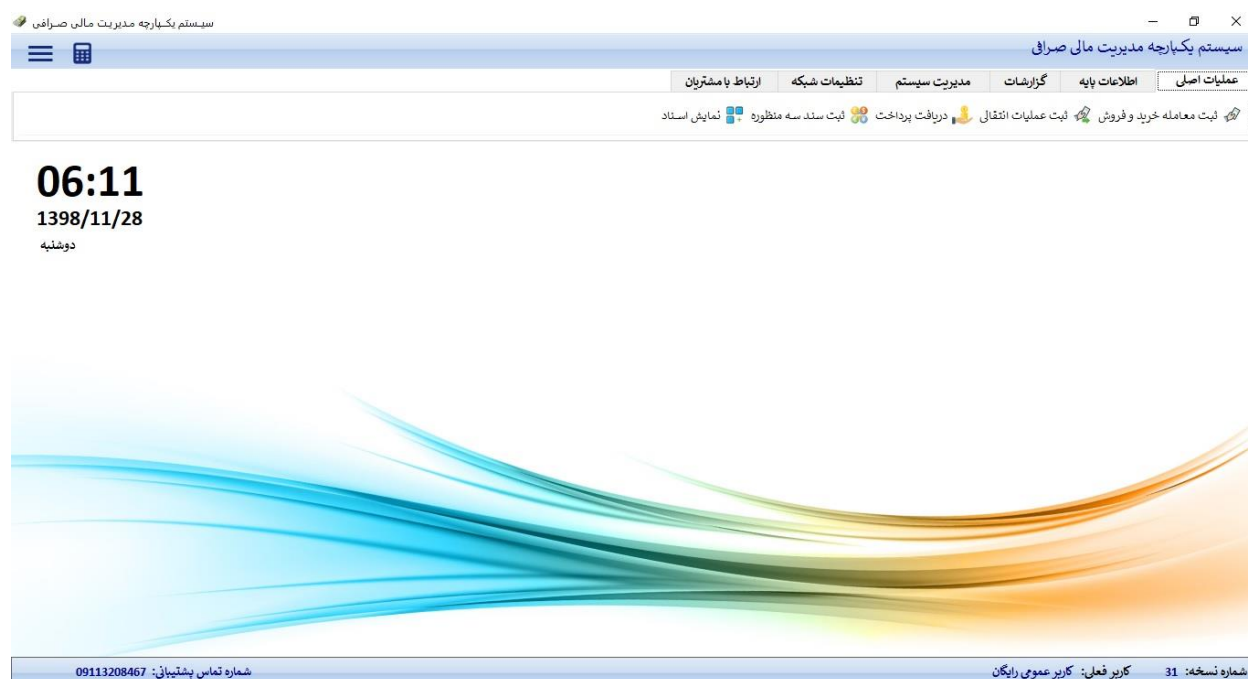 سیستم یکپارچه مدیریت مالی صرافی
سیستم یکپارچه مدیریت مالی صرافی
عملیات اصلی اطلاعات پایه گزارشات مدیریت سیستم تنظیمات شبکه ارتباط با مشتریان
ثبت معامله خرید و فروش ثبت عملیات انتقالی دریافت پرداخت ثبت سند سه منظوره نمایش اسناد
06:11
1398/11/28
دوشنبه
شماره نسخه: 31 کاربر فعلی: کاربر عمومی رایگان شماره تماس پشتیبانی: 09113208467